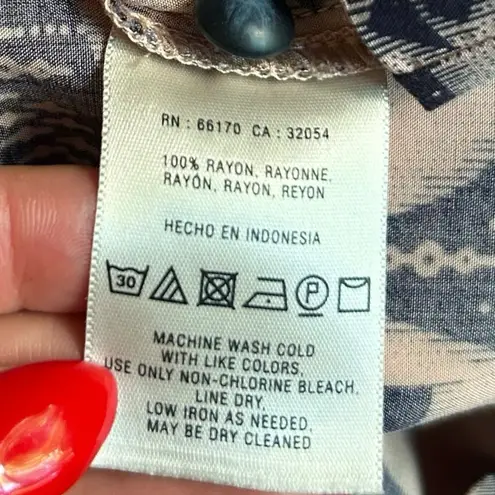 RN : 66170 CA : 32054
100% RAYON, RAYONNE,
RAYÓN, RAYON, REYON
HECHO EN INDONESIA
30 P
MACHINE WASH COLD
WITH LIKE COLORS,
USE ONLY NON-CHLORINE BLEACH,
LINE DRY,
LOW IRON AS NEEDED,
MAY BE DRY CLEANED